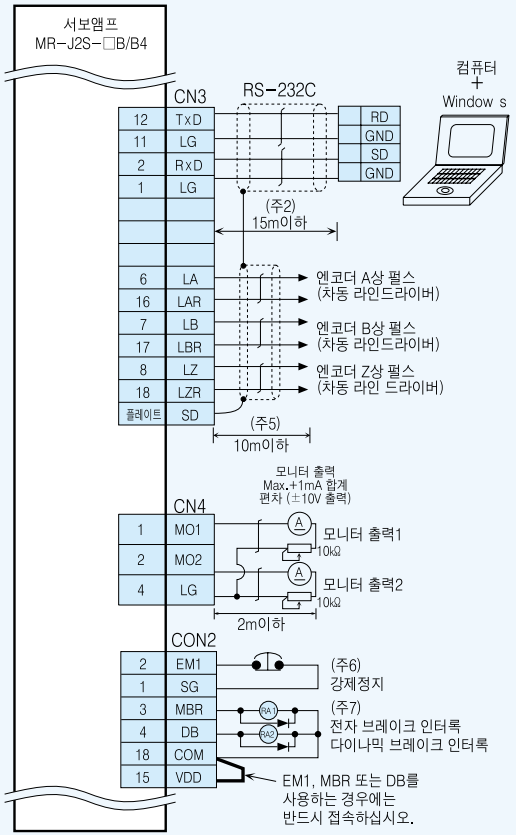 서보앰프
MR-J2S-□B/B4
CN3
RS-232C
컴퓨터
+
Window s
12 TxD RD
11 LG GND
2 RxD SD
1 LG GND
(주2)
15m이하
6 LA 엔코더 A상 펄스
16 LAR (차동 라인드라이버)
7 LB 엔코더 B상 펄스
17 LBR (차동 라인드라이버)
8 LZ 엔코더 Z상 펄스
18 LZR (차동 라인 드라이버)
플레이트 SD
(주5)
10m이하
모니터 출력
Max.+1mA 합계
편차 (±10V 출력)
CN4
1 MO1 A 모니터 출력1
10kΩ
2 MO2 A
4 LG 모니터 출력2
10kΩ
2m이하
CON2
2 EM1 (주6)
1 SG 강제정지
3 MBR RA1 (주7)
전자 브레이크 인터록
4 DB RA2 다이나믹 브레이크 인터록
18 COM
15 VDD
EM1, MBR 또는 DB를
사용하는 경우에는
반드시 접속하십시오.